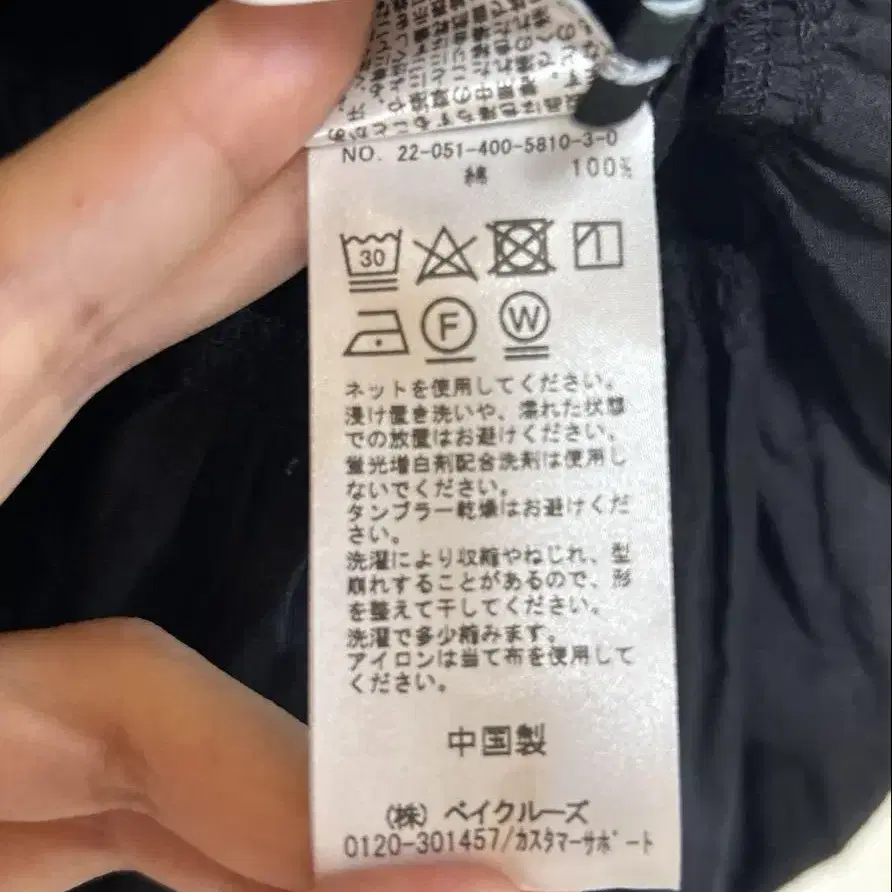 NO. 22-051-400-5810-3-0
綿 100%
30
F W
ネットを使用してください。
浸け置き洗いや、濡れた状態
での放置はお避けください。
蛍光増白剤配合洗剤は使用し
ないでください。
タンブラー乾燥はお避けくだ
さい。
洗濯により収縮やねじれ、型
崩れすることがあるので、形
を整えて干してください。
洗濯で多少縮みます。
アイロンは当て布を使用して
ください。
中国製
(株) ベイクルーズ
0120-301457/カスタマーサポート